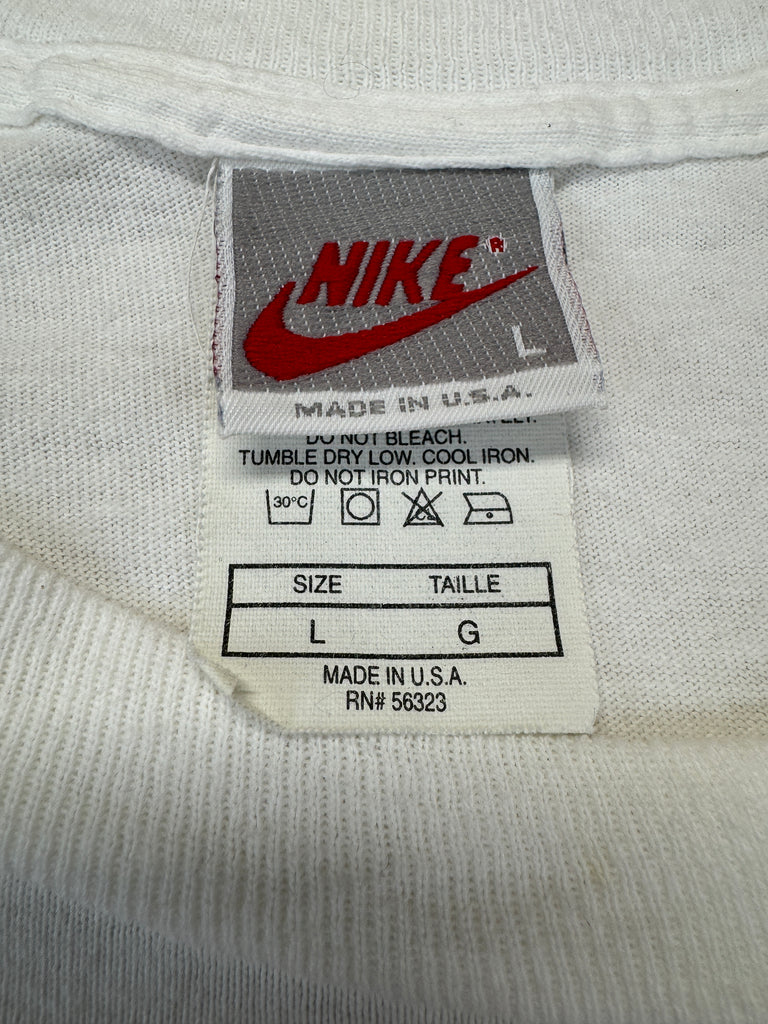 NIKE®
L
MADE IN U.S.A.
DO NOT BLEACH.
TUMBLE DRY LOW. COOL IRON.
DO NOT IRON PRINT.
30°C CL
SIZE TAILLE
L G
MADE IN U.S.A.
RN# 56323